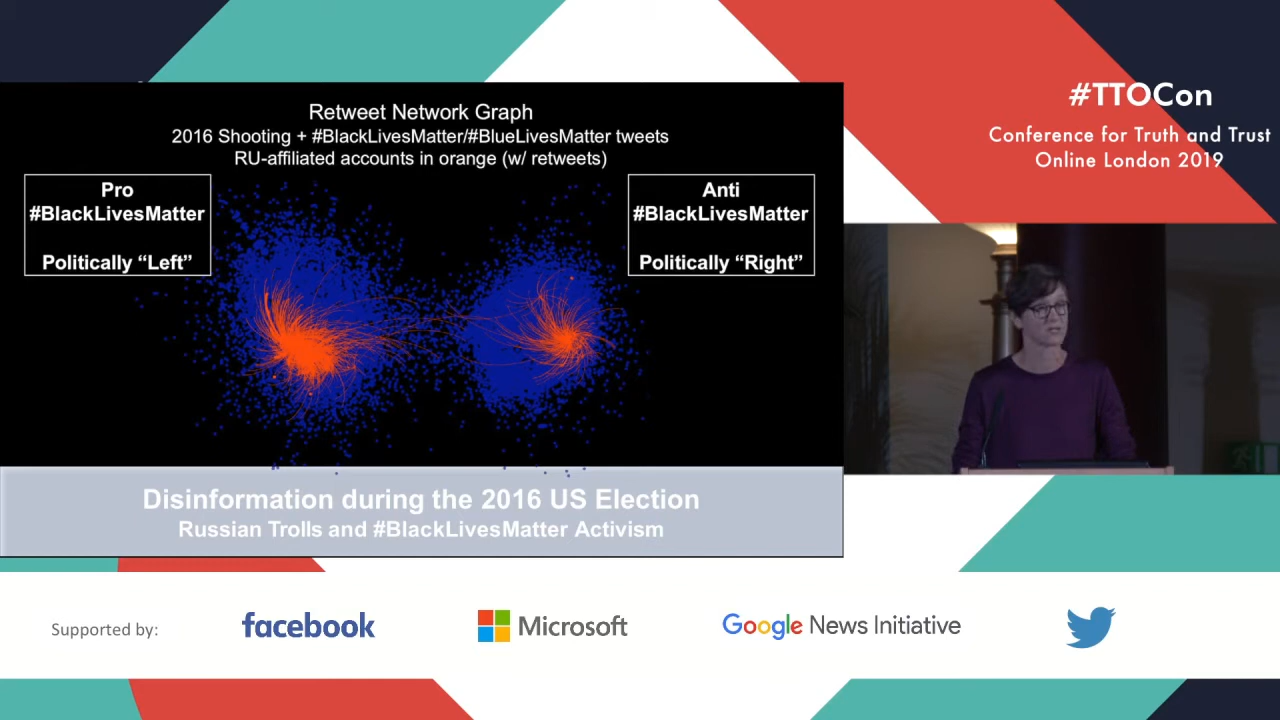 Retweet Network Graph
2016 Shooting + #BlackLivesMatter/#BlueLivesMatter tweets
RU-affiliated accounts in orange (w/ retweets)
Pro
#BlackLivesMatter
Politically “Left”
Anti
#BlackLivesMatter
Politically “Right”
Disinformation during the 2016 US Election
Russian Trolls and #BlackLivesMatter Activism
#TTOCon
Conference for Truth and Trust
Online London 2019
Supported by:
facebook
Microsoft
Google News Initiative